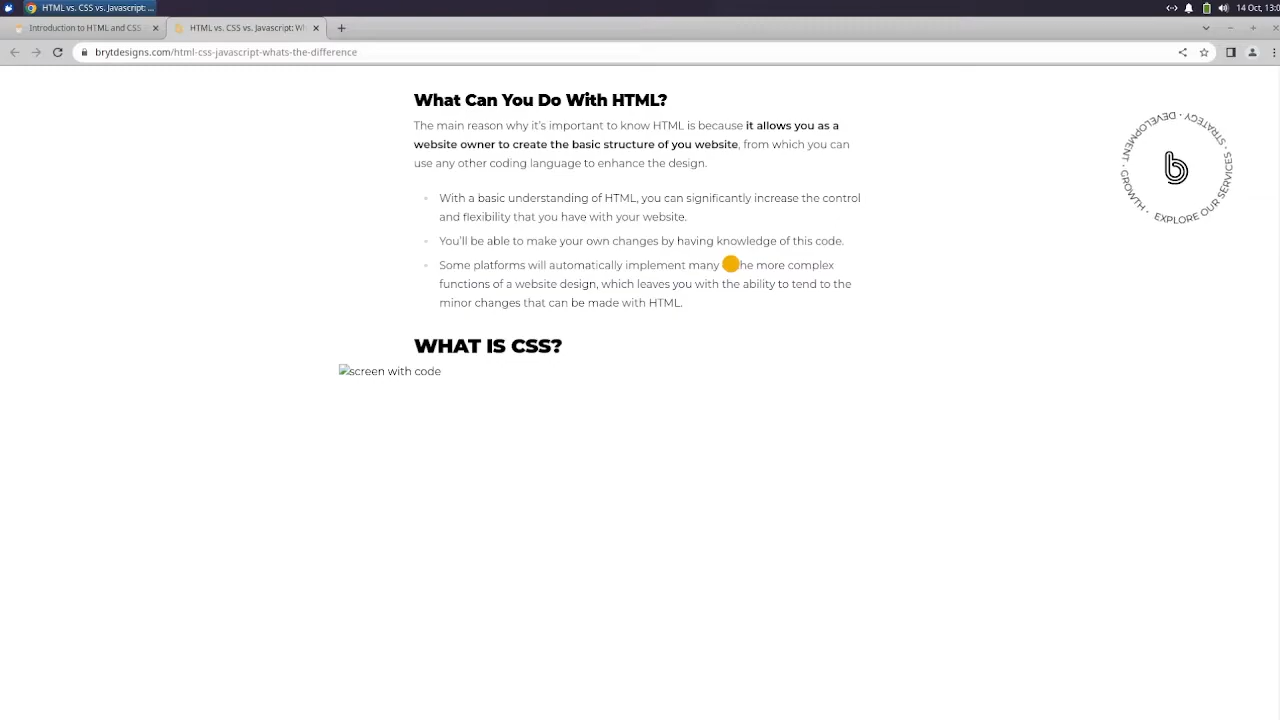 HTML vs. CSS vs. Javascript: ...
14 Oct, 13:0
Introduction to HTML and CSS
HTML vs. CSS vs. Javascript: W
brytdesigns.com/html-css-javascript-whats-the-difference
What Can You Do With HTML?
The main reason why it's important to know HTML is because it allows you as a
website owner to create the basic structure of you website, from which you can
use any other coding language to enhance the design.
With a basic understanding of HTML, you can significantly increase the control
and flexibility that you have with your website.
You'll be able to make your own changes by having knowledge of this code.
Some platforms will automatically implement many he more complex
functions of a website design, which leaves you with the ability to tend to the
minor changes that can be made with HTML.
WHAT IS CSS?
screen with code
EXPLORE OUR SERVICES • STRATEGY • DEVELOPMENT • GROWTH •
b